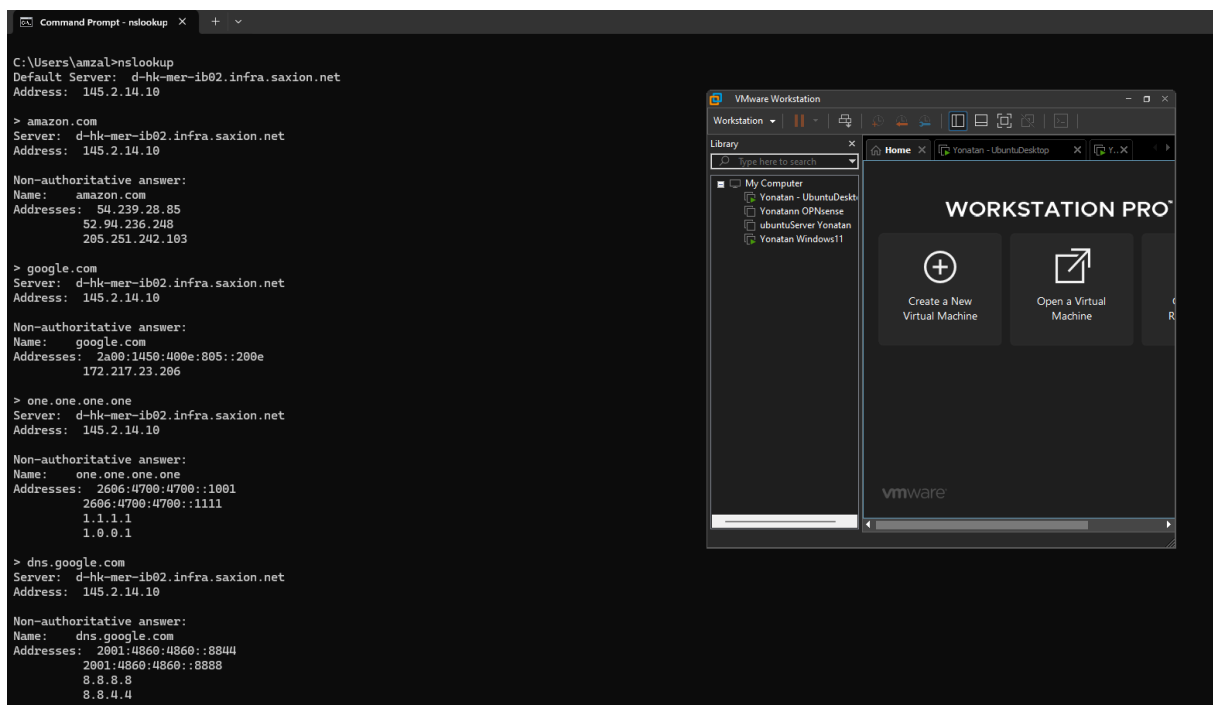 Command Prompt - nslookup
C:\Users\amzal>nslookup
Default Server:  d-hk-mer-ib02.infra.saxion.net
Address:  145.2.14.10
> amazon.com
Server:  d-hk-mer-ib02.infra.saxion.net
Address:  145.2.14.10
Non-authoritative answer:
Name:    amazon.com
Addresses:  54.239.28.85
52.94.236.248
205.251.242.103
> google.com
Server:  d-hk-mer-ib02.infra.saxion.net
Address:  145.2.14.10
Non-authoritative answer:
Name:    google.com
Addresses:  2a00:1450:400e:805::200e
172.217.23.206
> one.one.one.one
Server:  d-hk-mer-ib02.infra.saxion.net
Address:  145.2.14.10
Non-authoritative answer:
Name:    one.one.one.one
Addresses:  2606:4700:4700::1001
2606:4700:4700::1111
1.1.1.1
1.0.0.1
> dns.google.com
Server:  d-hk-mer-ib02.infra.saxion.net
Address:  145.2.14.10
Non-authoritative answer:
Name:    dns.google.com
Addresses:  2001:4860:4860::8844
2001:4860:4860::8888
8.8.8.8
8.8.4.4
VMware Workstation
Workstation
Library
Type here to search
My Computer
Yonatan - UbuntuDeskt
Yonatann OPNsense
ubuntuServer Yonatan
Yonatan Windows11
Home
Yonatan - UbuntuDesktop
Y..
WORKSTATION PRO™
Create a New
Virtual Machine
Open a Virtual
Machine
vmware